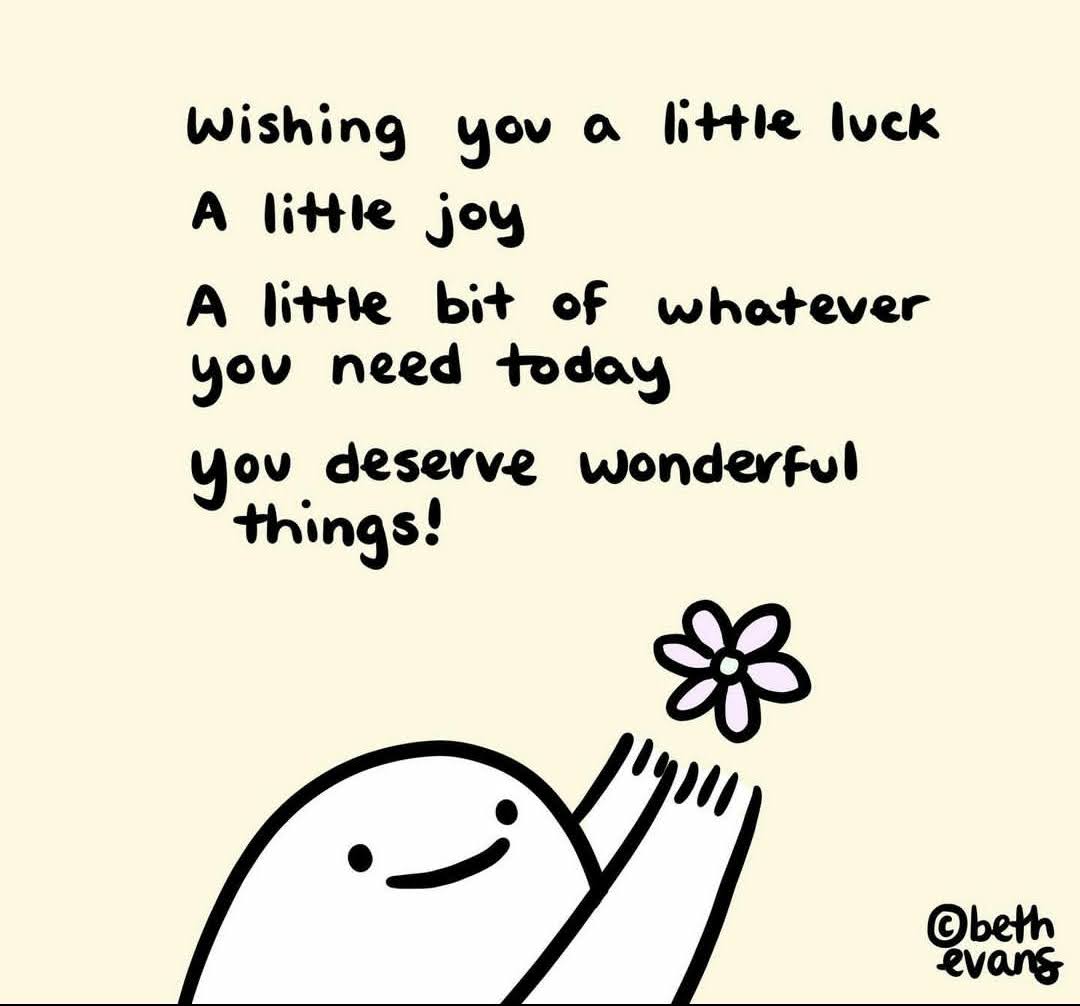 Wishing you a little luck
A little joy
A little bit of whatever
you need today
you deserve wonderful
things!
©beth
evans